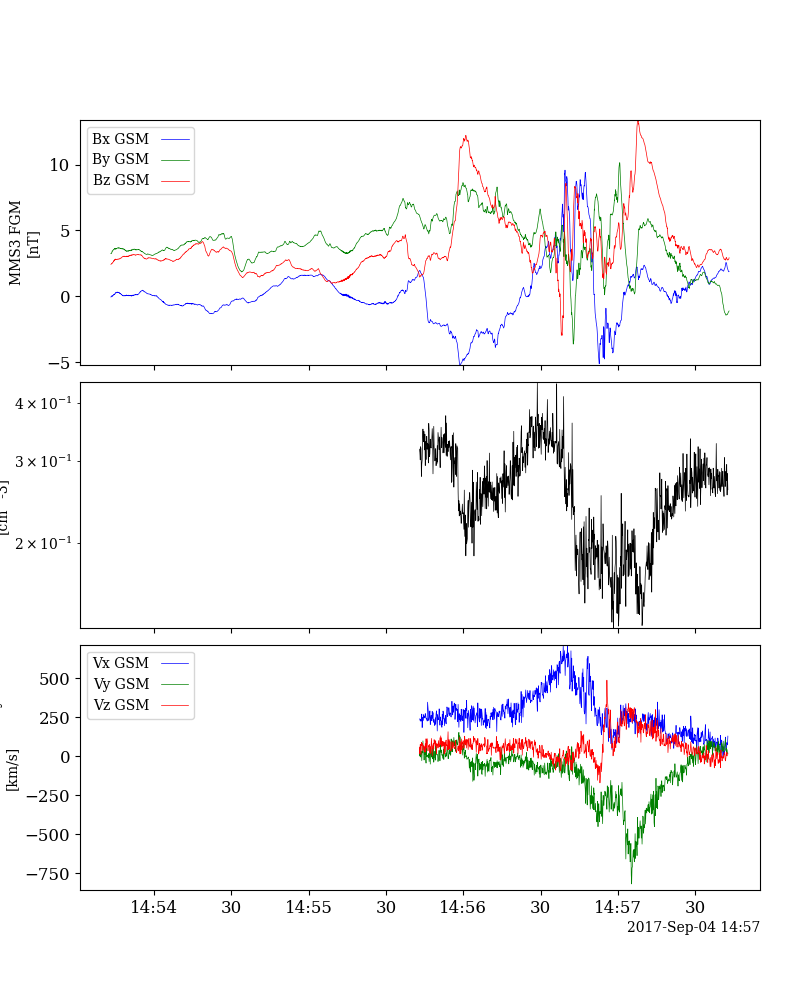 10
5
0
−5
MMS3 FGM
[nT]
Bx GSM
By GSM
Bz GSM
4 × 10⁻¹
3 × 10⁻¹
2 × 10⁻¹
500
250
0
−250
−500
−750
[km/s]
Vx GSM
Vy GSM
Vz GSM
14:54 30 14:55 30 14:56 30 14:57 30
2017-Sep-04 14:57